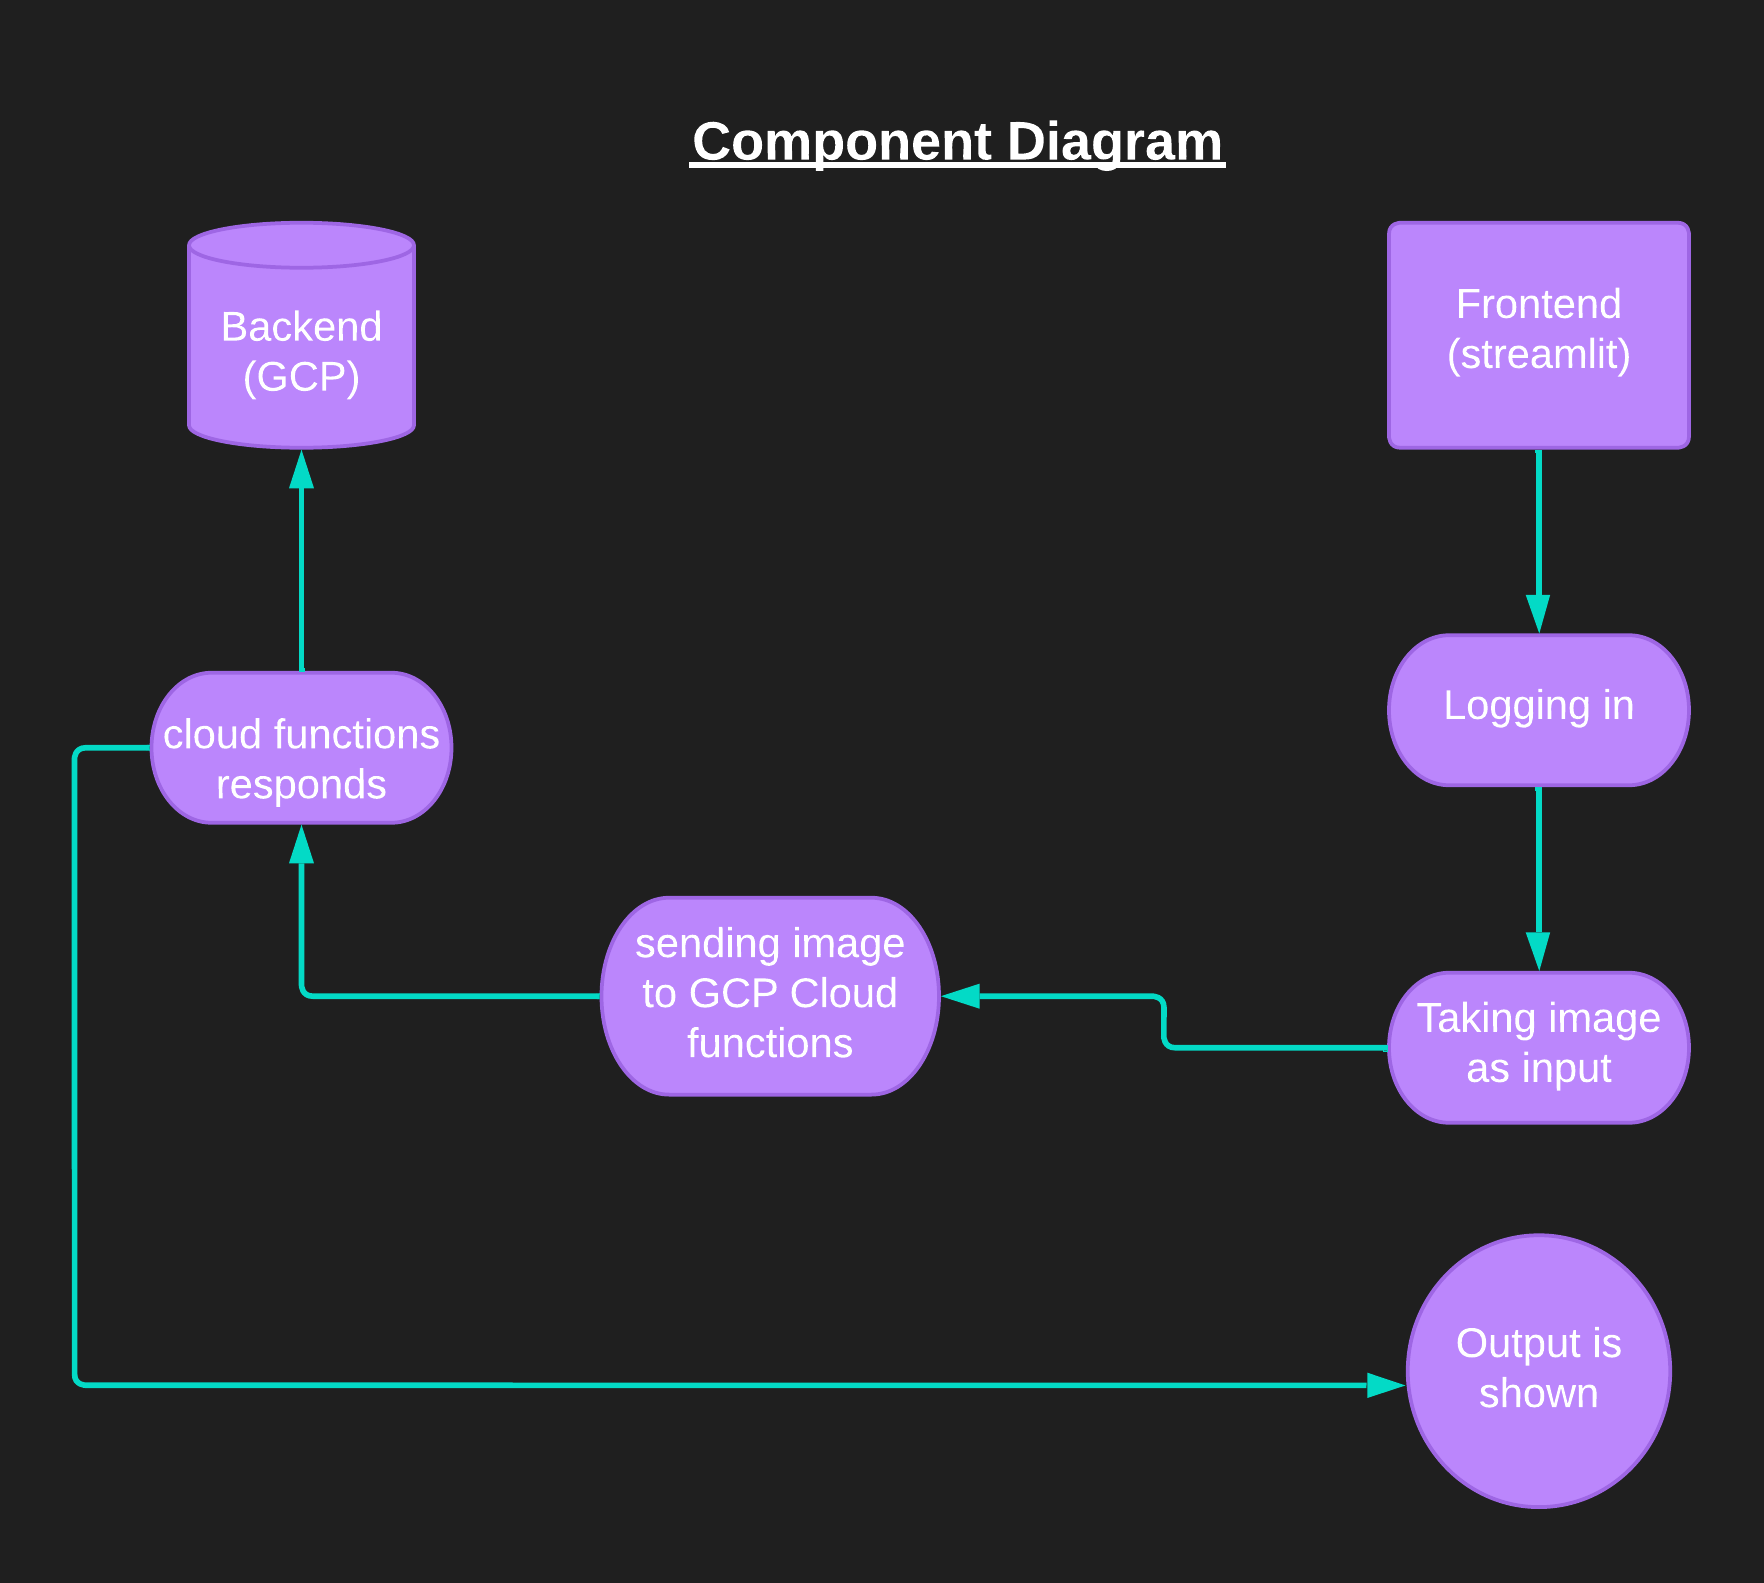 Component Diagram
Backend
(GCP)
Frontend
(streamlit)
Logging in
cloud functions
responds
sending image
to GCP Cloud
functions
Taking image
as input
Output is
shown